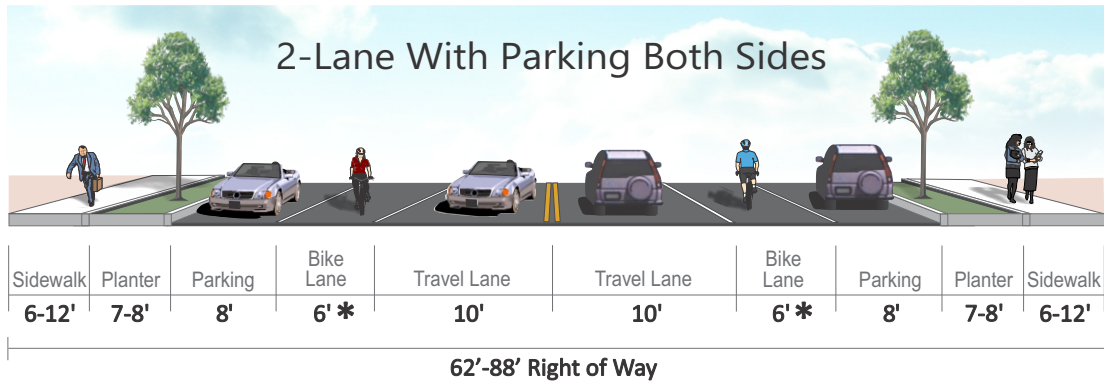 2-Lane With Parking Both Sides
Sidewalk Planter Parking Bike Lane Travel Lane Travel Lane Bike Lane Parking Planter Sidewalk
6-12' 7-8' 8' 6' * 10' 10' 6' * 8' 7-8' 6-12'
62’-88’ Right of Way